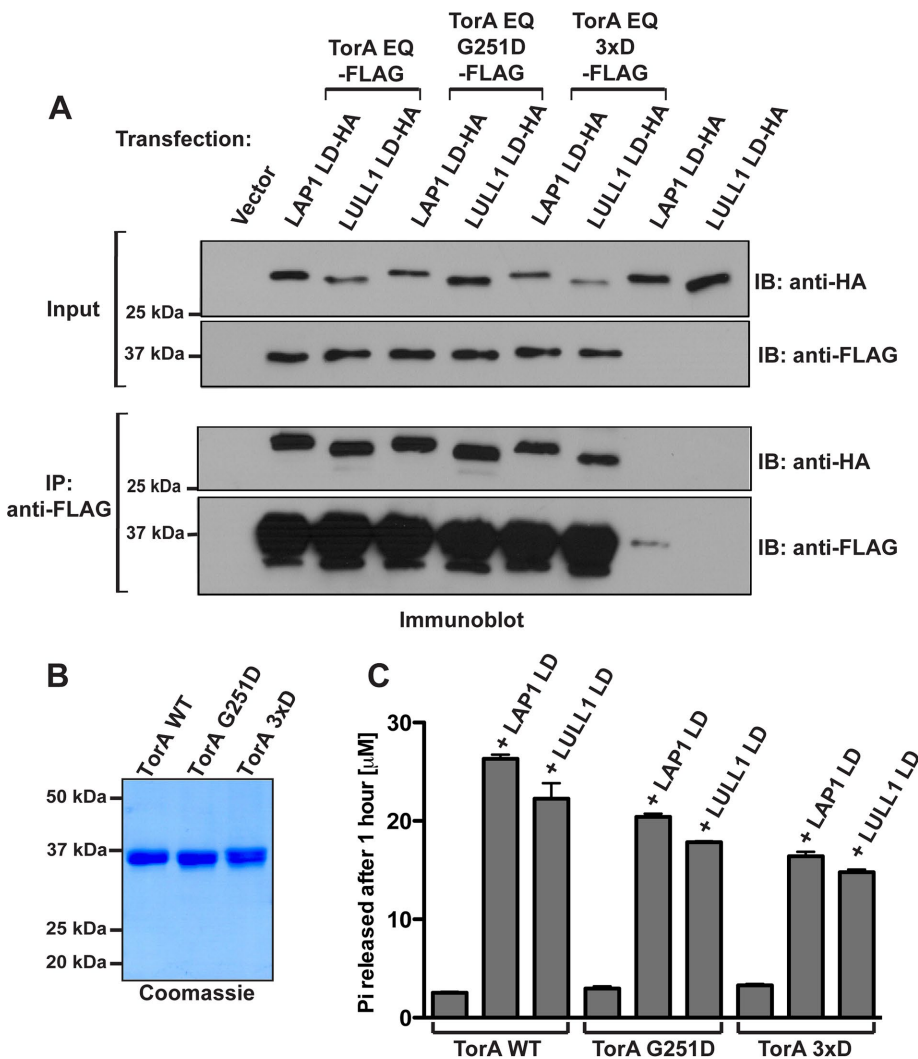 TorA EQ
-FLAG
TorA EQ
G251D
-FLAG
TorA EQ
3xD
-FLAG
A
Transfection:
Vector
LAP1 LD-HA
LULL1 LD-HA
LAP1 LD-HA
LULL1 LD-HA
LAP1 LD-HA
LULL1 LD-HA
LAP1 LD-HA
LULL1 LD-HA
Input
25 kDa
IB: anti-HA
37 kDa
IB: anti-FLAG
IP:
anti-FLAG
25 kDa
IB: anti-HA
37 kDa
IB: anti-FLAG
Immunoblot
B
TorA WT
TorA G251D
TorA 3xD
50 kDa
37 kDa
25 kDa
20 kDa
Coomassie
C
Pi released after 1 hour [µM]
30
20
10
0
+ LAP1 LD
+ LULL1 LD
+ LAP1 LD
+ LULL1 LD
+ LAP1 LD
+ LULL1 LD
TorA WT
TorA G251D
TorA 3xD